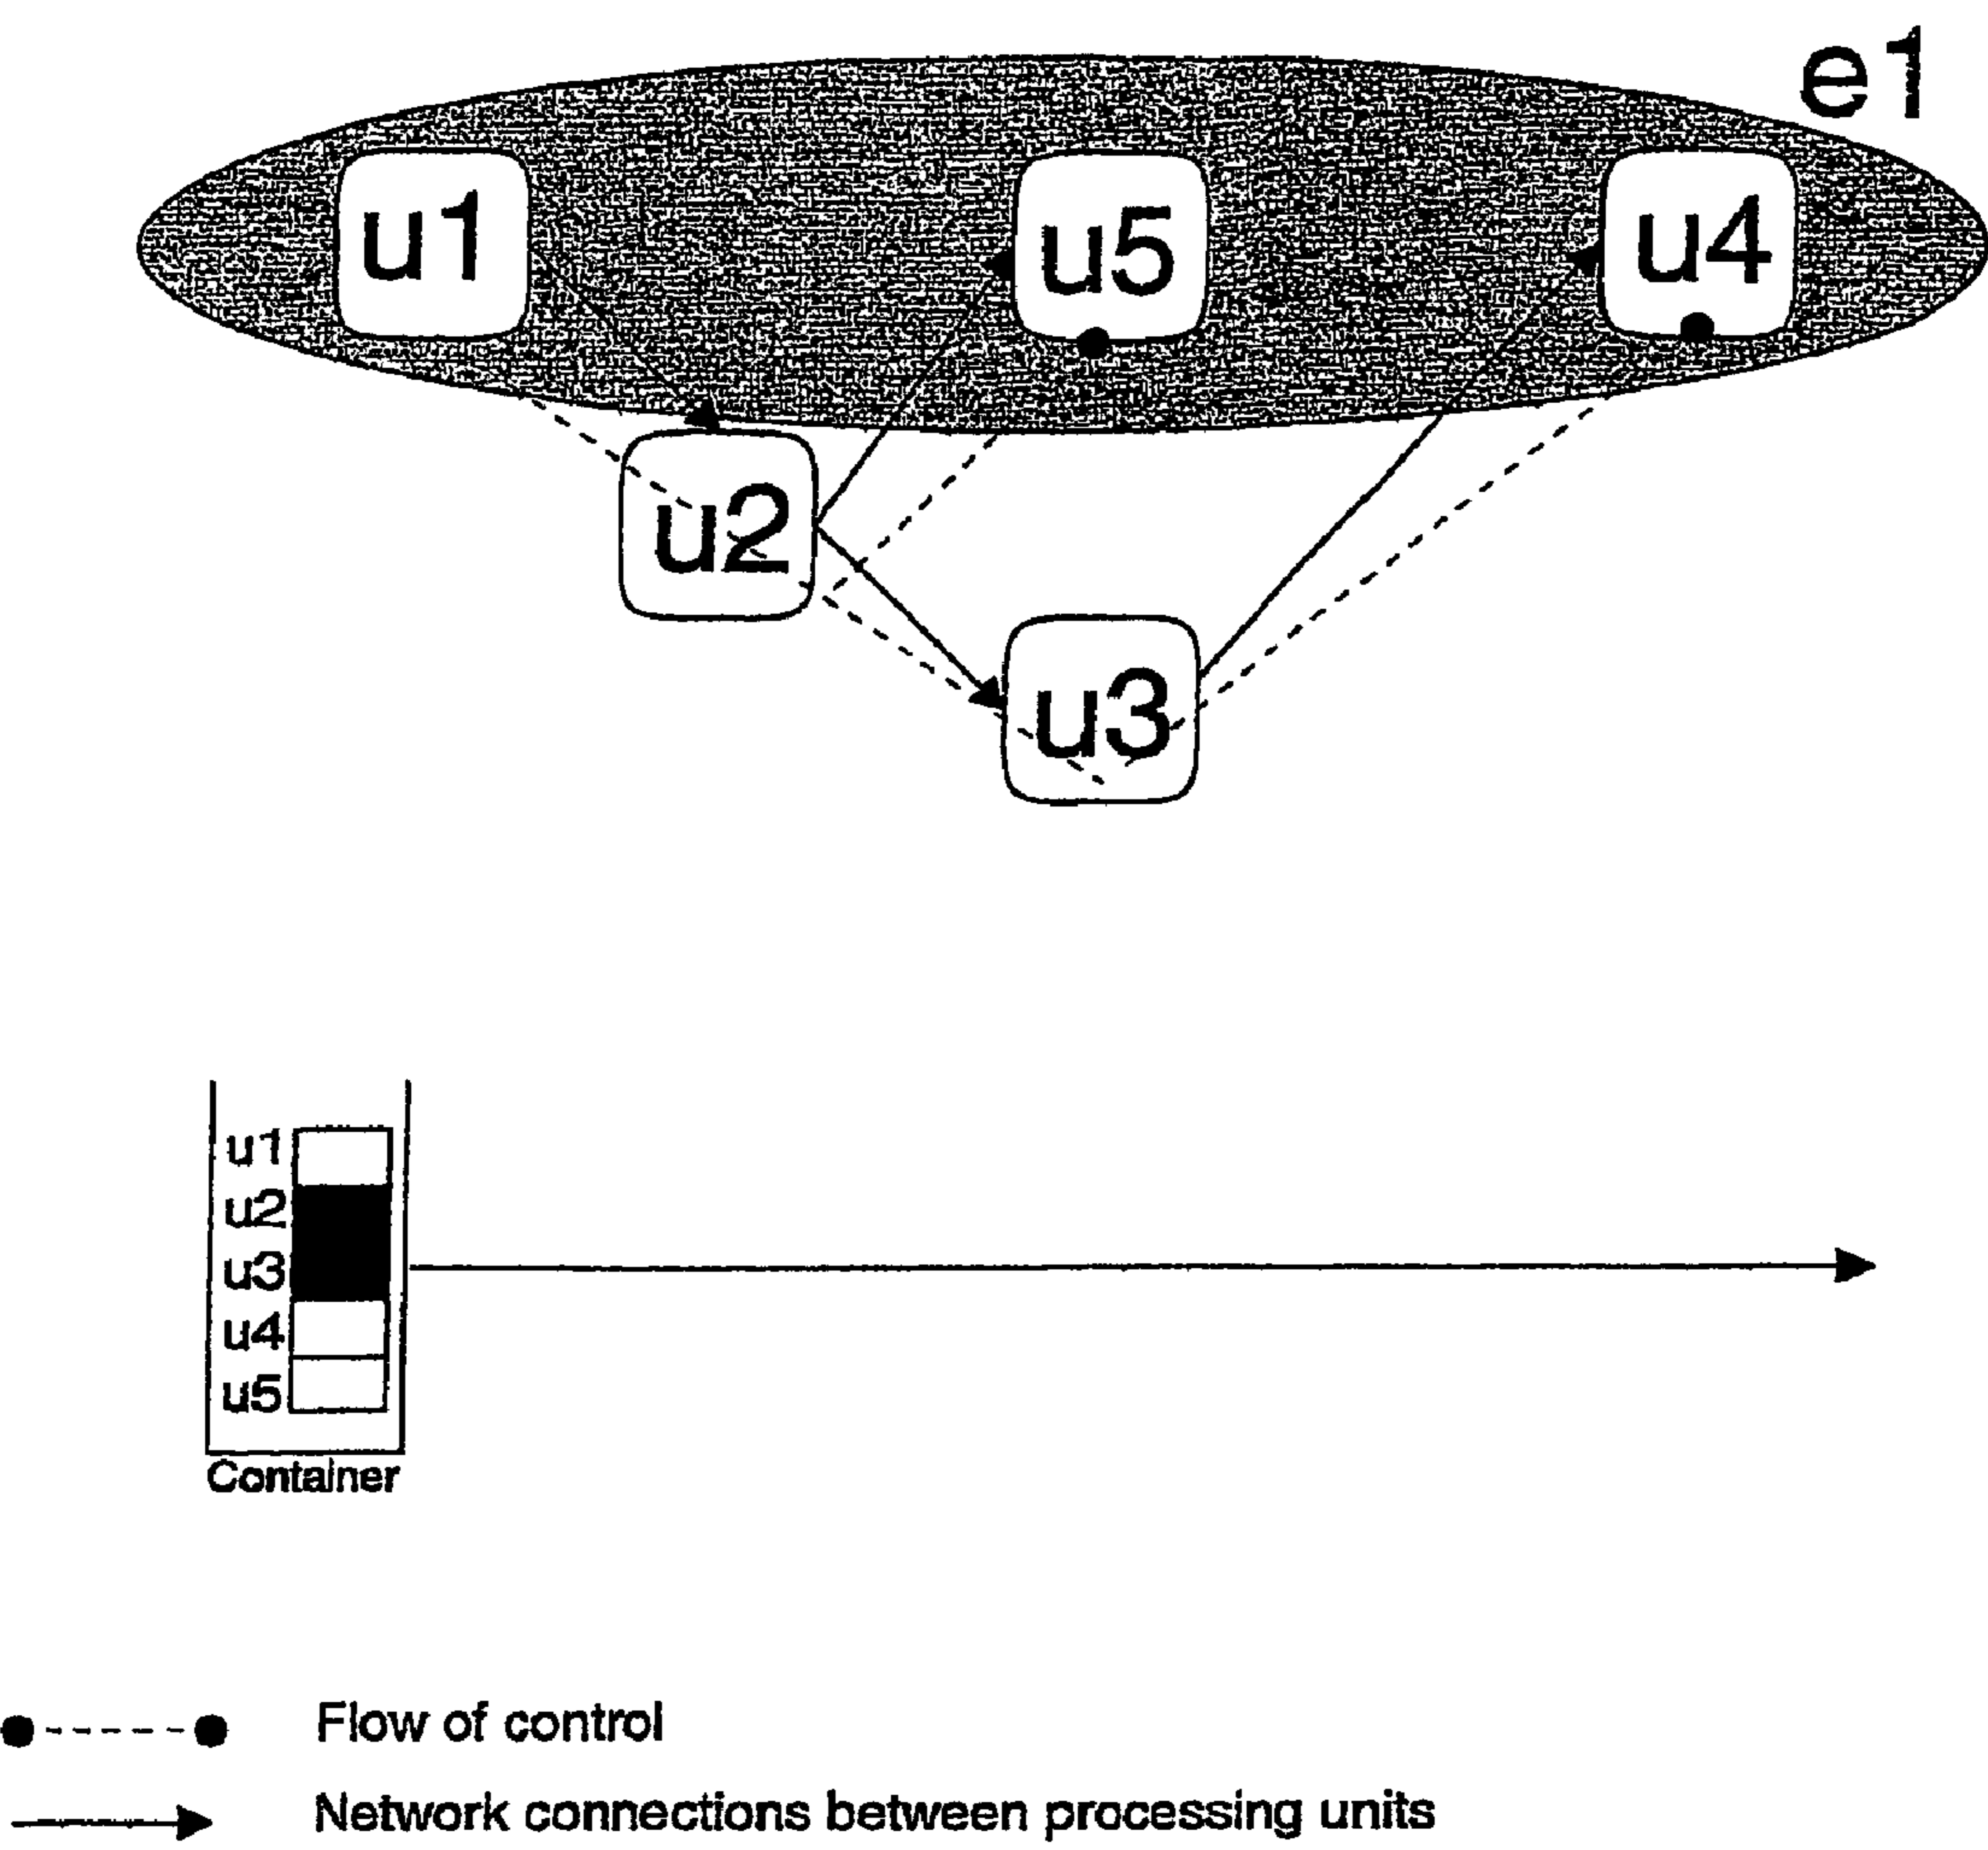 e1
u1
u5
u4
u2
u3
u1
u2
u3
u4
u5
Container
Flow of control
Network connections between processing units